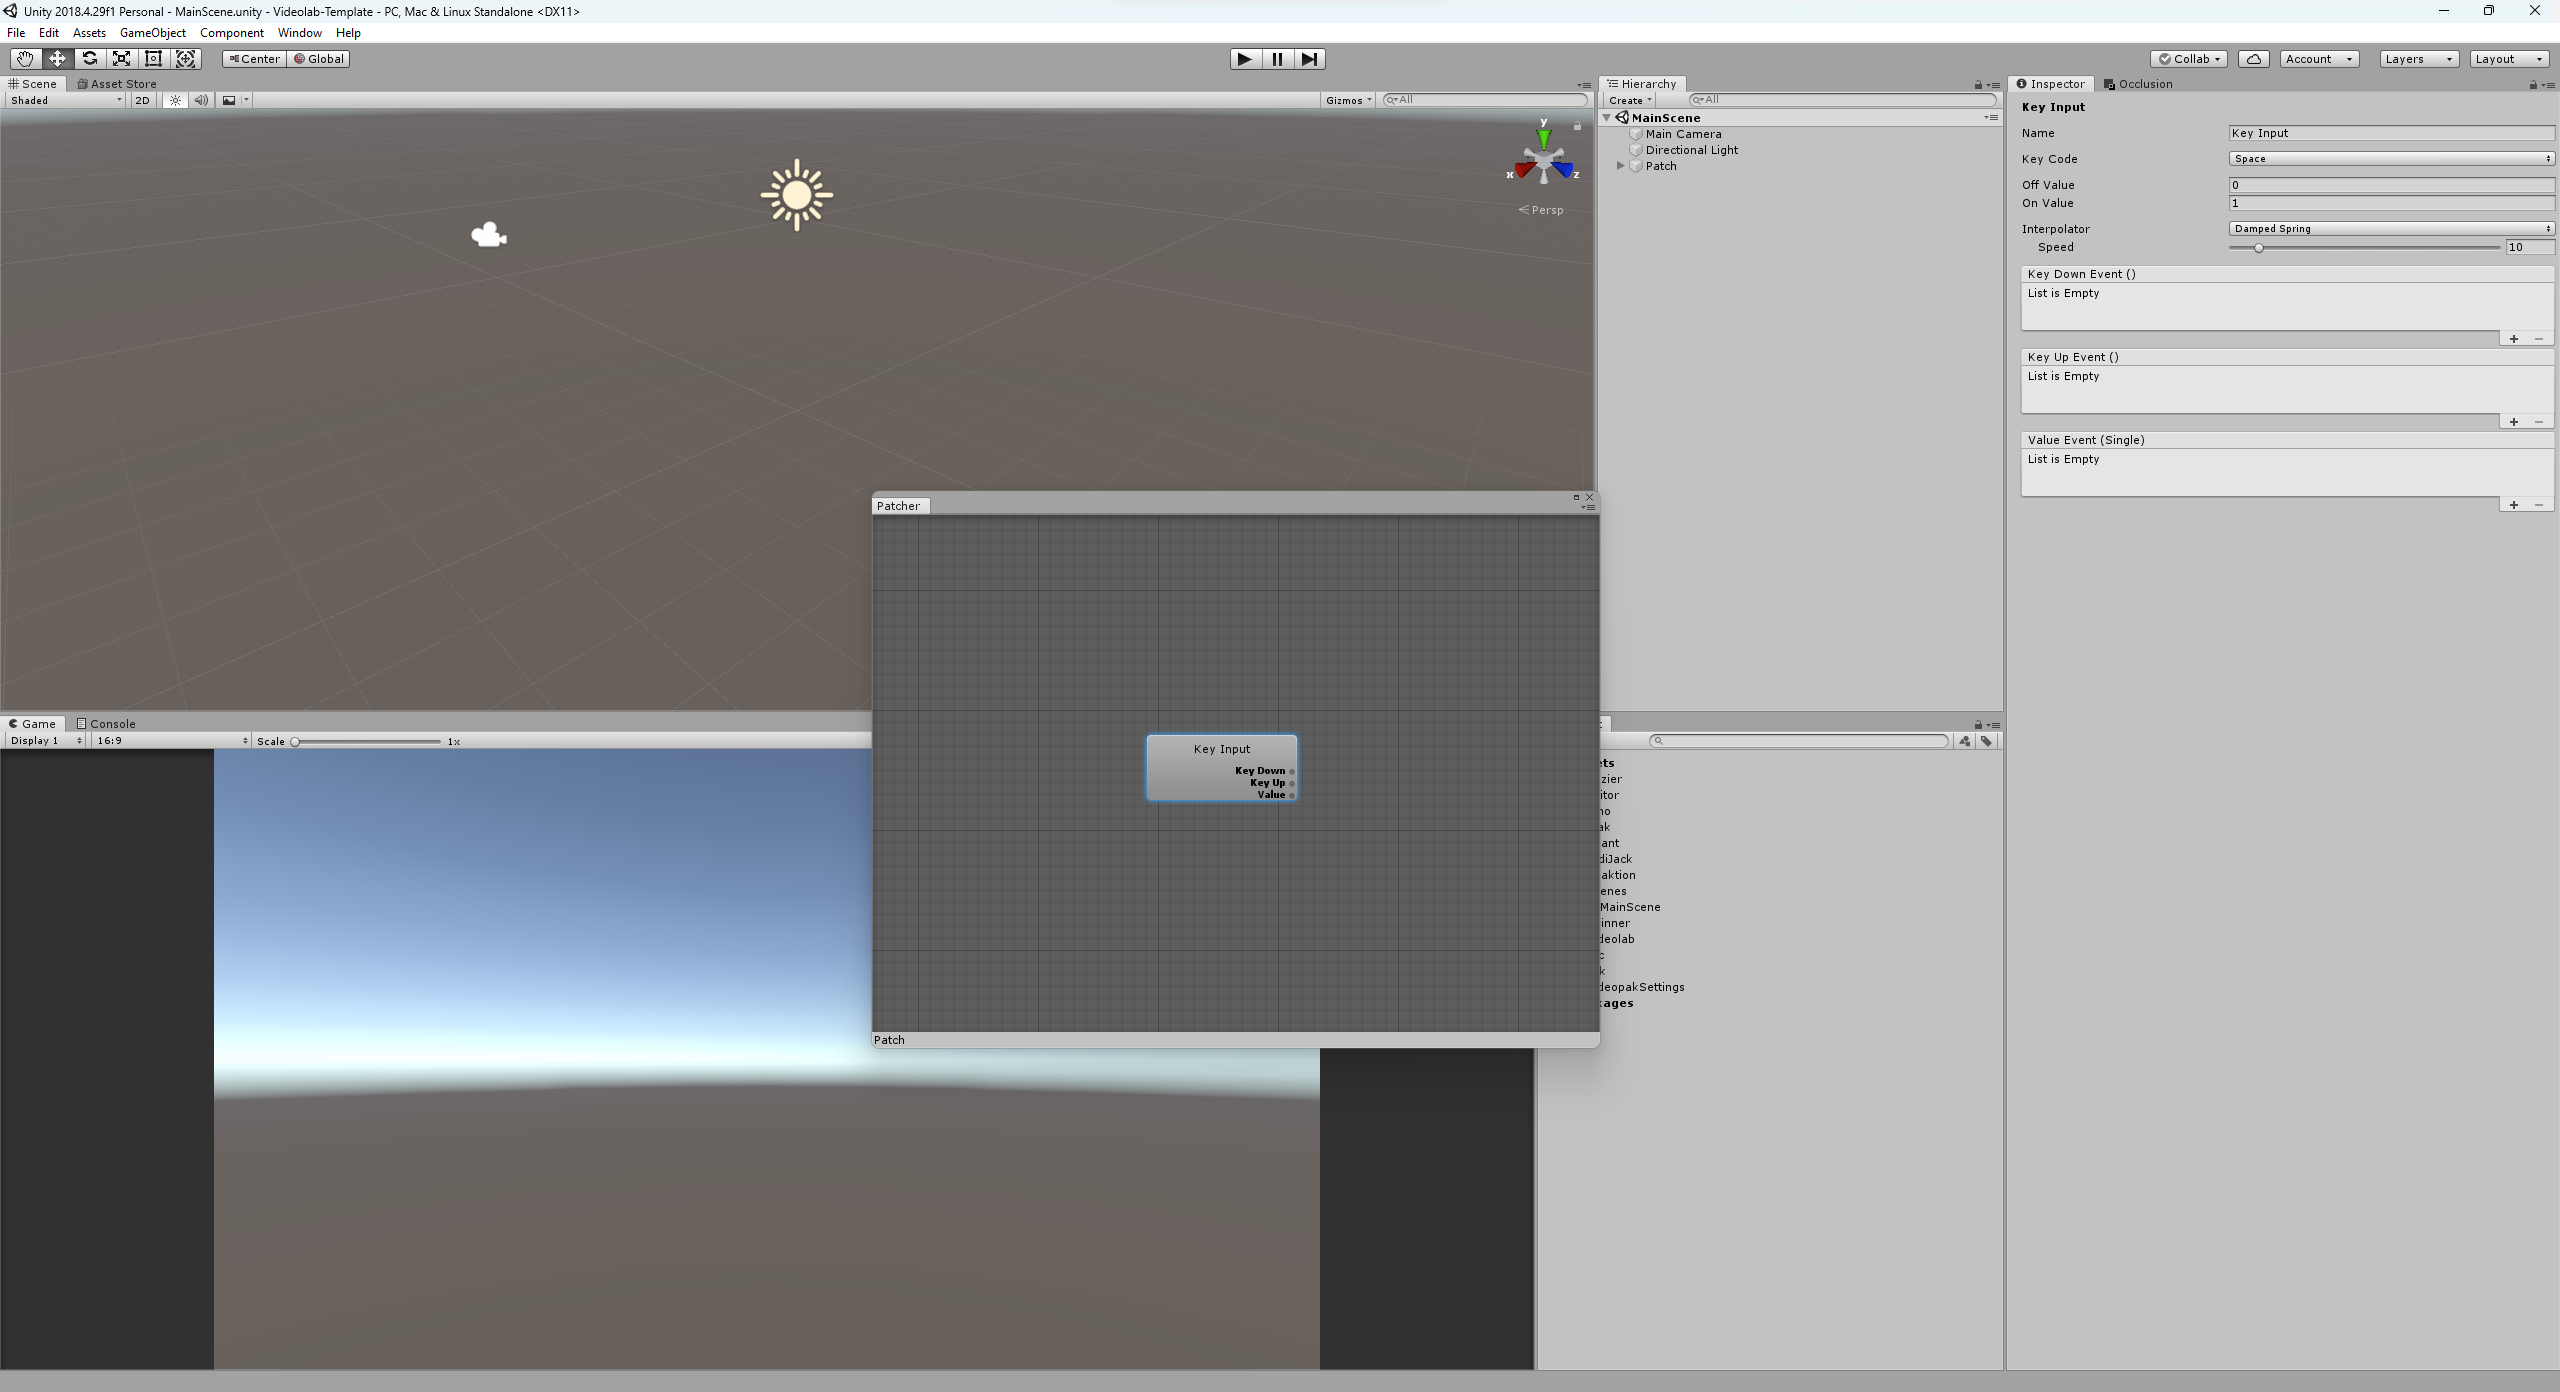 Unity 2018.4.29f1 Personal - MainScene.unity - Videolab-Template - PC, Mac & Linux Standalone <DX11>
File Edit Assets GameObject Component Window Help
Center Global Collab Account Layers Layout
Scene Asset Store
Shaded 2D Gizmos All
y
x z
Persp
Hierarchy
Create All
MainScene
Main Camera
Directional Light
Patch
Inspector Occlusion
Key Input
Name Key Input
Key Code Space
Off Value 0
On Value 1
Interpolator Damped Spring
Speed 10
Key Down Event ()
List is Empty
+ −
Key Up Event ()
List is Empty
+ −
Value Event (Single)
List is Empty
+ −
Patcher
Key Input
Key Down
Key Up
Value
Patch
Game Console
Display 1 16:9 Scale 1x
ets
zier
itor
no
ak
ant
diJack
aktion
enes
MainScene
inner
deolab
c
k
deopakSettings
kages